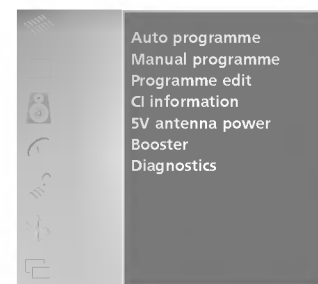 Auto programme
Manual programme
Programme edit
CI information
5V antenna power
Booster
Diagnostics